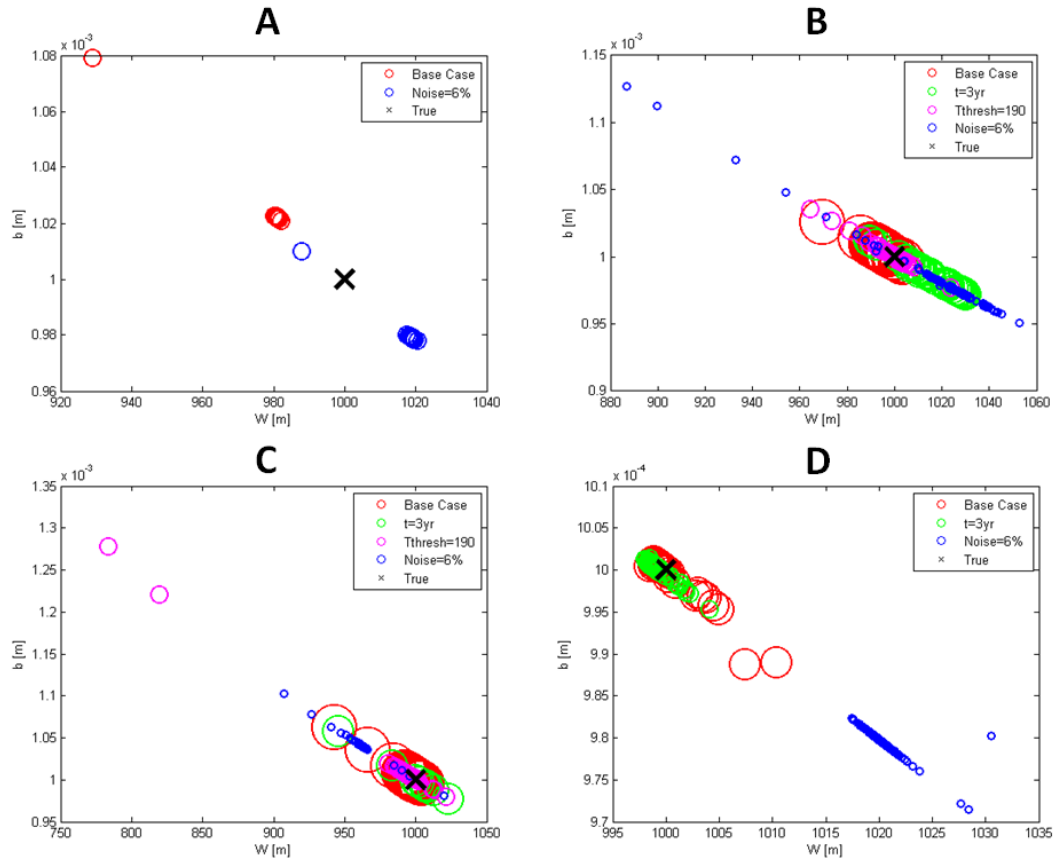 A
x 10⁻³
1.08
1.06
1.04
1.02
1
0.98
0.96
b [m]
920 940 960 980 1000 1020 1040
W [m]
Base Case
Noise=6%
True
B
x 10⁻³
1.15
1.1
1.05
1
0.95
0.9
b [m]
880 900 920 940 960 980 1000 1020 1040 1060
W [m]
Base Case
t=3yr
Tthresh=190
Noise=6%
True
C
x 10⁻³
1.35
1.3
1.25
1.2
1.15
1.1
1.05
1
0.95
b [m]
750 800 850 900 950 1000 1050
W [m]
Base Case
t=3yr
Tthresh=190
Noise=6%
True
D
x 10⁻⁴
10.1
10.05
10
9.95
9.9
9.85
9.8
9.75
9.7
b [m]
995 1000 1005 1010 1015 1020 1025 1030 1035
W [m]
Base Case
t=3yr
Noise=6%
True